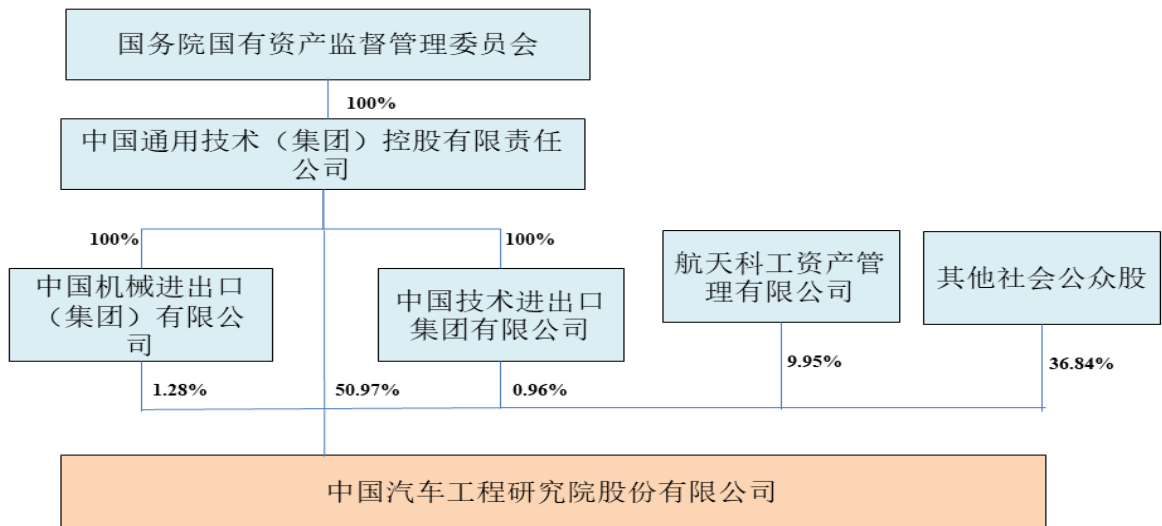 国务院国有资产监督管理委员会
100%
中国通用技术（集团）控股有限责任
公司
100%
100%
中国机械进出口
（集团）有限公
司
中国技术进出口
集团有限公司
航天科工资产管
理有限公司
其他社会公众股
1.28%
50.97%
0.96%
9.95%
36.84%
中国汽车工程研究院股份有限公司